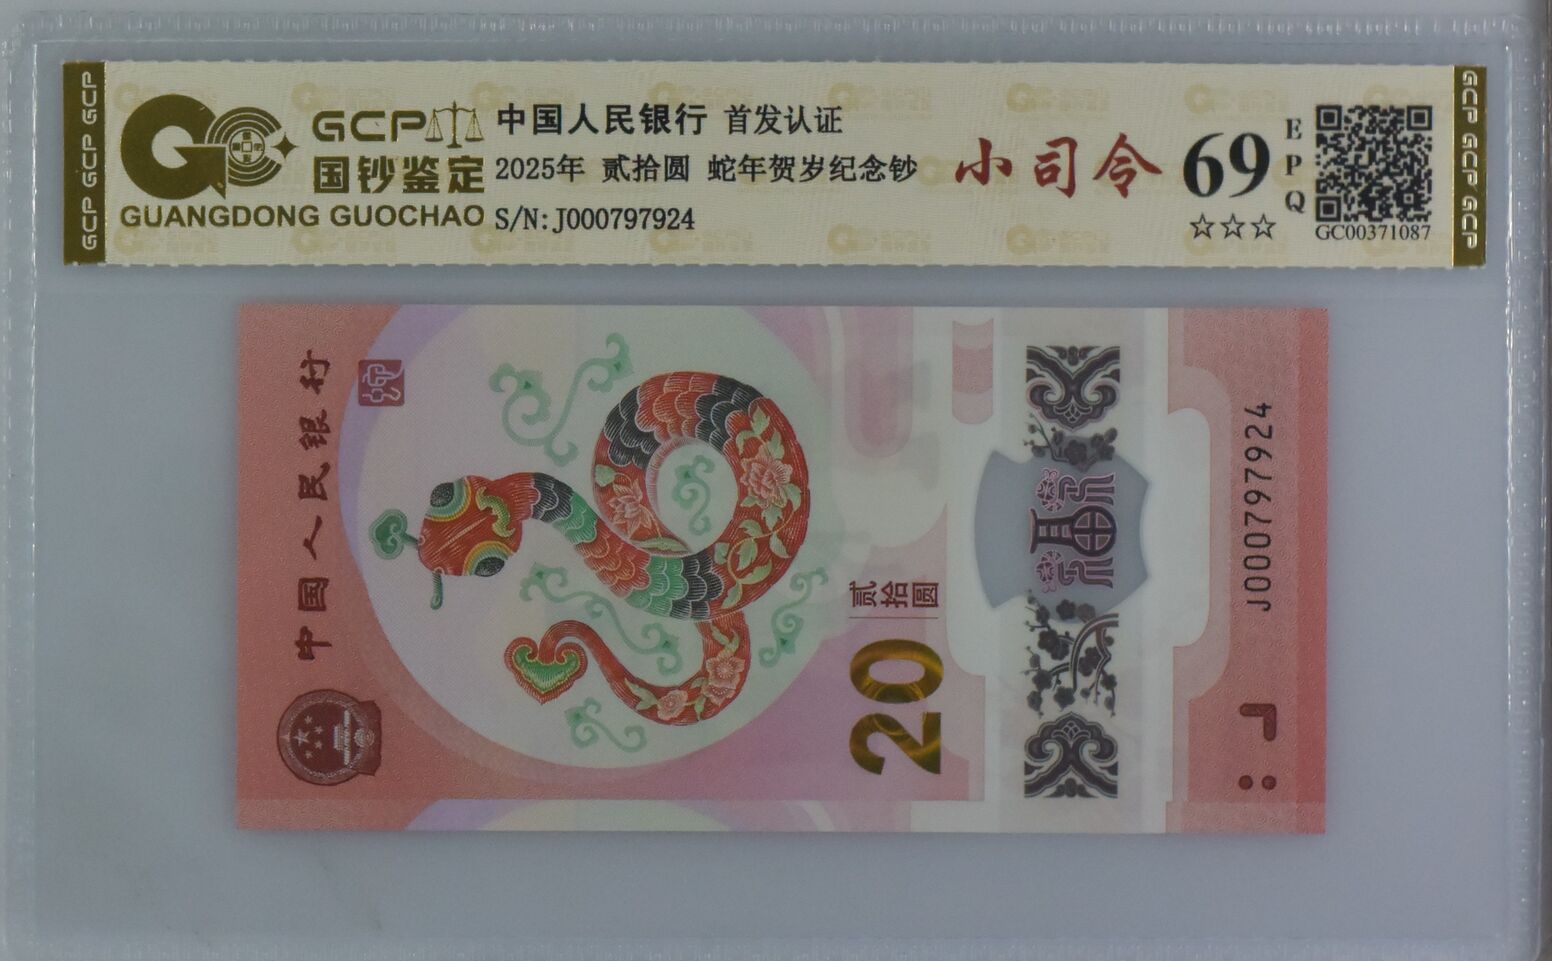 GCP GCP GCP
GCP
国钞鉴定
GUANGDONG GUOCHAO
中国人民银行 首发认证
2025年 贰拾圆 蛇年贺岁纪念钞
S/N:J000797924
小司令
69
EPQ
☆☆☆
GC00371087
GCP GCP GCP
中国人民银行
贰拾圆
20
福
J000797924